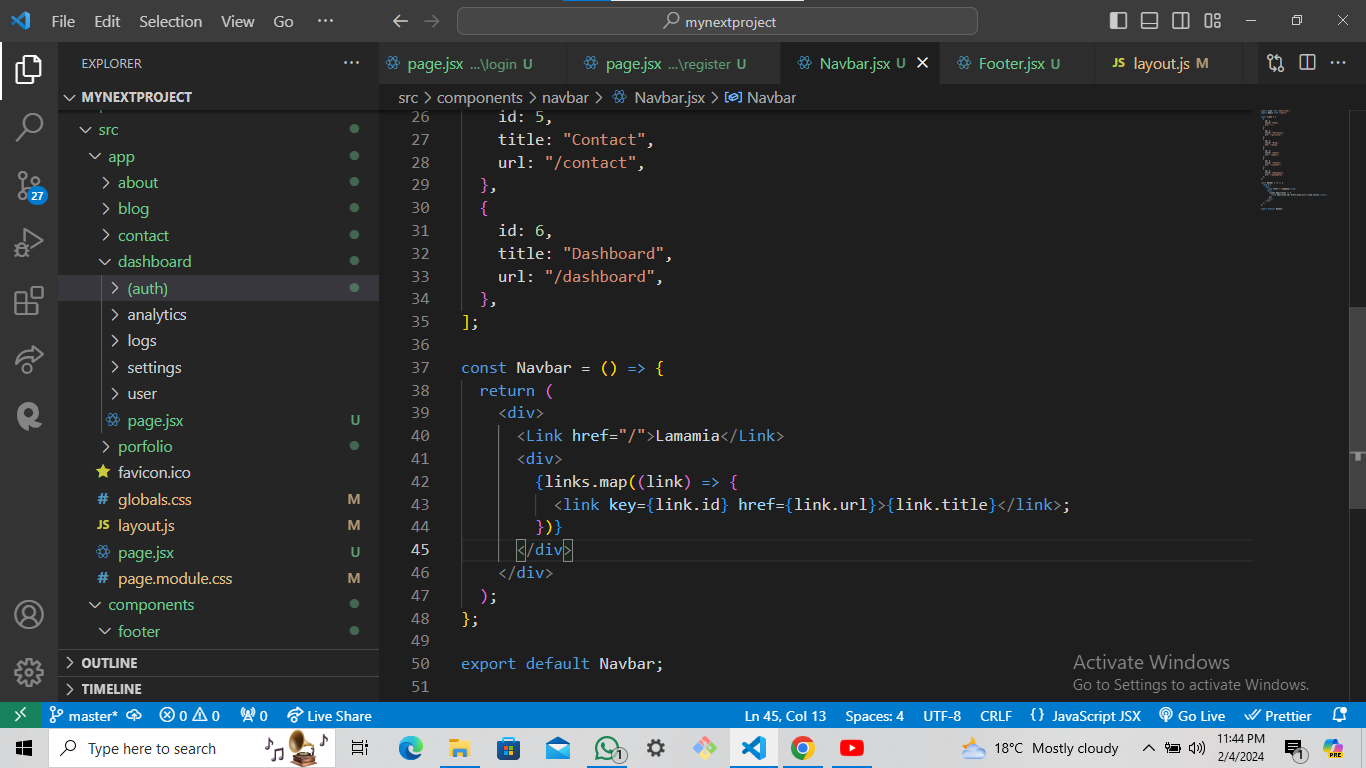 File Edit Selection View Go ···
mynextproject
EXPLORER ···
MYNEXTPROJECT
src
app
about
blog
contact
dashboard
(auth)
analytics
logs
settings
user
page.jsx U
porfolio
favicon.ico
globals.css M
layout.js M
page.jsx U
page.module.css M
components
footer
OUTLINE
TIMELINE
27
page.jsx ...\login U
page.jsx ...\register U
Navbar.jsx U
Footer.jsx U
JS layout.js M
src > components > navbar > Navbar.jsx > Navbar
26 id: 5,
27 title: "Contact",
28 url: "/contact",
29 },
30 {
31 id: 6,
32 title: "Dashboard",
33 url: "/dashboard",
34 },
35 ];
36
37 const Navbar = () => {
38 return (
39 <div>
40 <Link href="/">Lamamia</Link>
41 <div>
42 {links.map((link) => {
43 <link key={link.id} href={link.url}>{link.title}</link>;
44 })}
45 </div>
46 </div>
47 );
48 };
49
50 export default Navbar;
51
Activate Windows
Go to Settings to activate Windows.
master* 0 0 0 Live Share
Ln 45, Col 13 Spaces: 4 UTF-8 CRLF {} JavaScript JSX Go Live Prettier
Type here to search
1
18°C Mostly cloudy
11:44 PM
2/4/2024
1
PRE